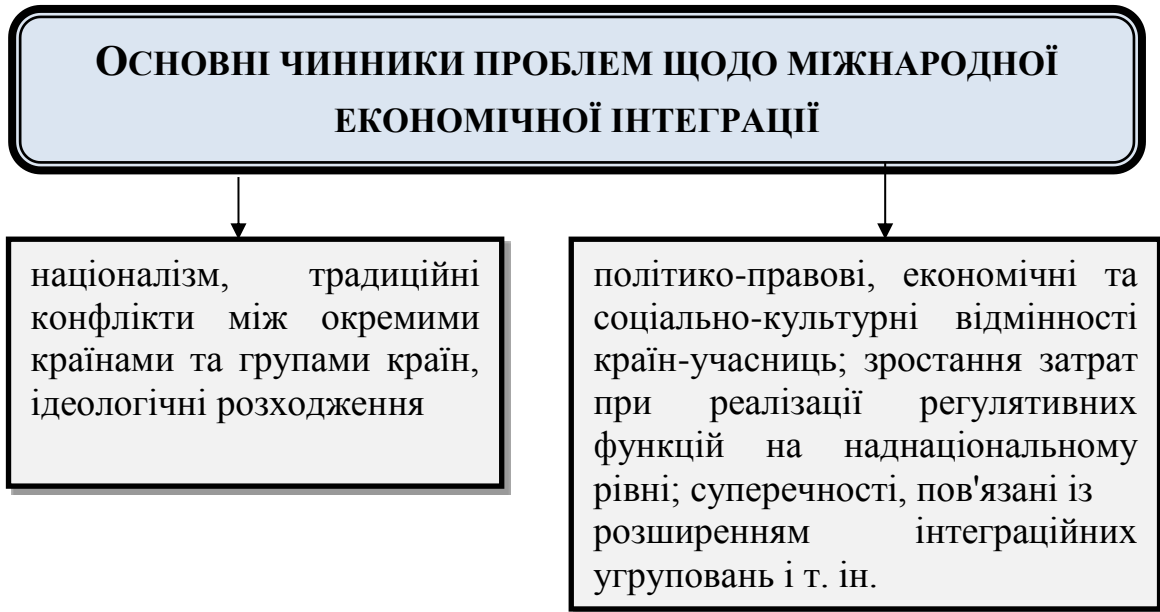 ОСНОВНІ ЧИННИКИ ПРОБЛЕМ ЩОДО МІЖНАРОДНОЇ
ЕКОНОМІЧНОЇ ІНТЕГРАЦІЇ
націоналізм, традиційні
конфлікти між окремими
країнами та групами країн,
ідеологічні розходження
політико-правові, економічні та
соціально-культурні відмінності
країн-учасниць; зростання затрат
при реалізації регулятивних
функцій на наднаціональному
рівні; суперечності, пов'язані із
розширенням інтеграційних
угруповань і т. ін.